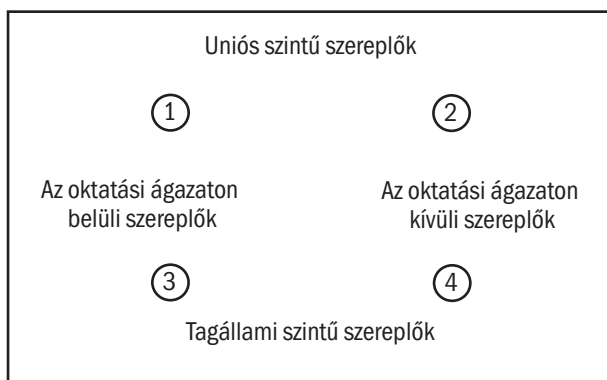 Uniós szintű szereplők
1 2
Az oktatási ágazaton Az oktatási ágazaton
belüli szereplők kívüli szereplők
3 4
Tagállami szintű szereplők